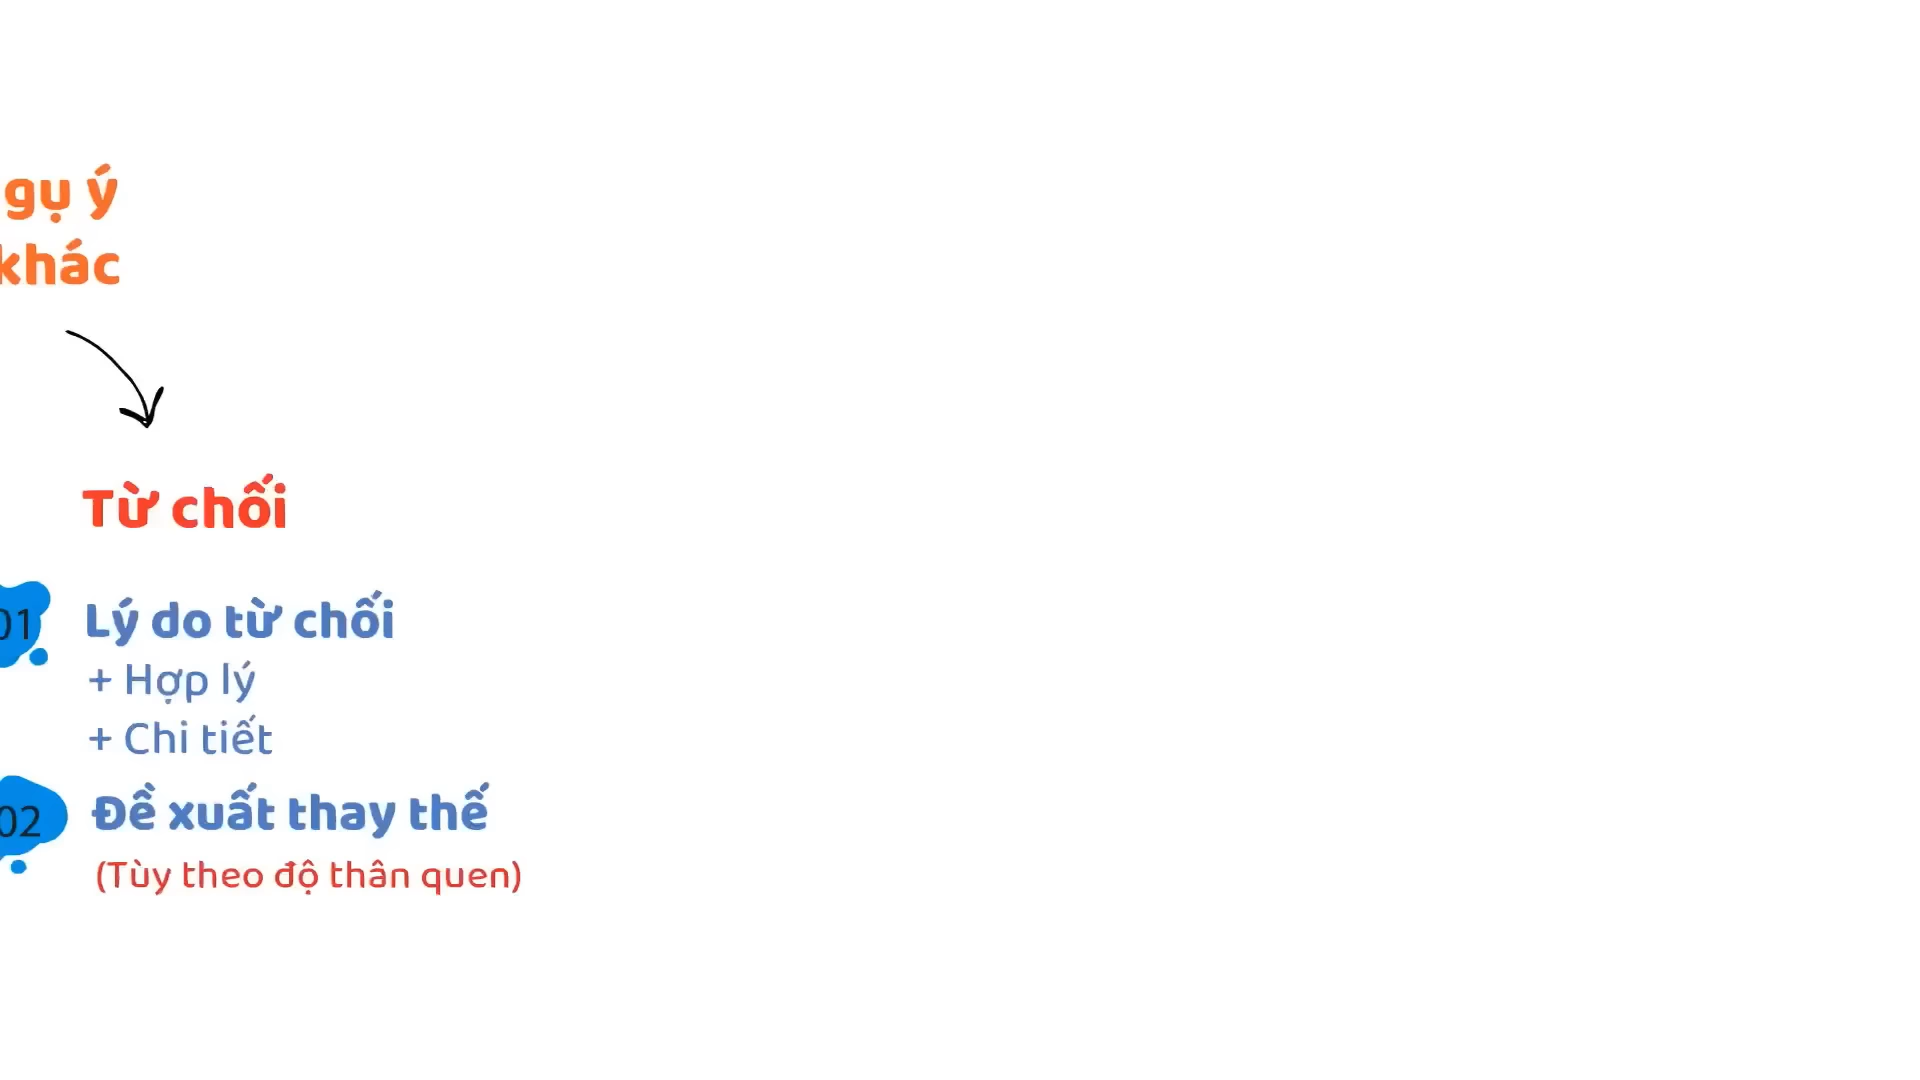 gụ ý
khác
Từ chối
01 Lý do từ chối
+ Hợp lý
+ Chi tiết
02 Đề xuất thay thế
(Tùy theo độ thân quen)